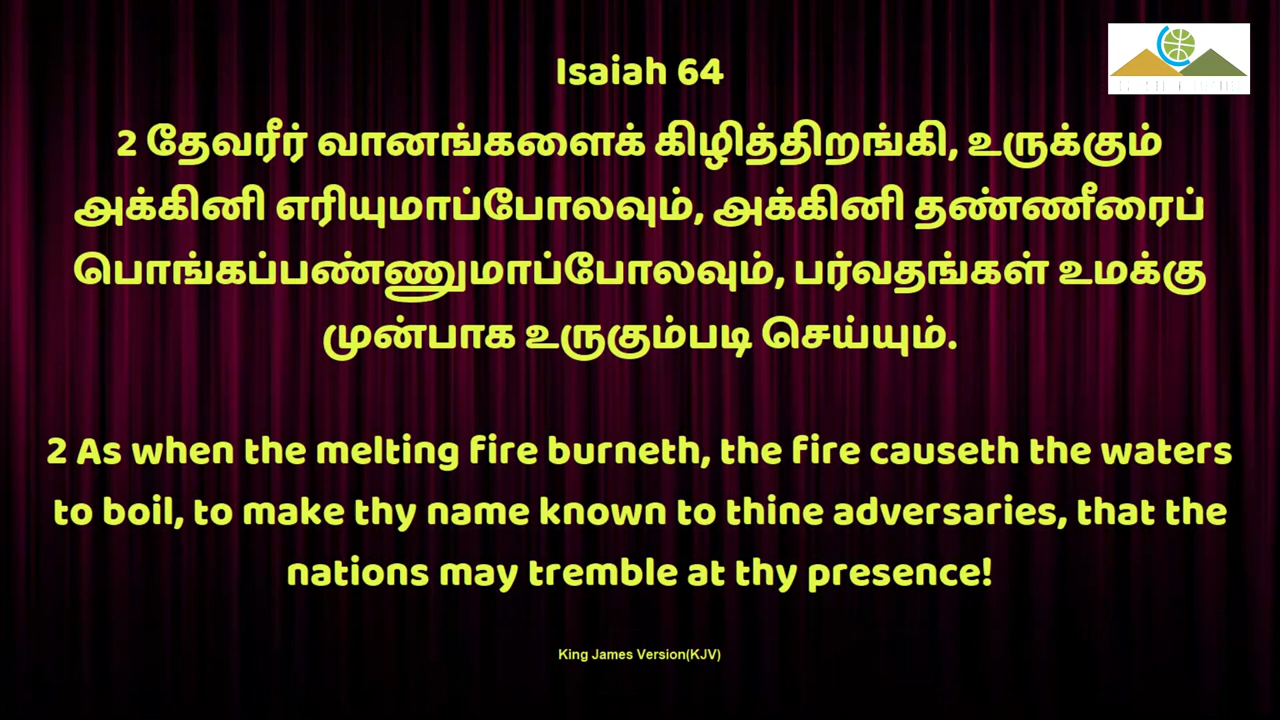 Isaiah 64
2 தேவரீர் வானங்களைக் கிழித்திறங்கி, உருக்கும்
அக்கினி எரியுமாப்போலவும், அக்கினி தண்ணீரைப்
பொங்கப்பண்ணுமாப்போலவும், பர்வதங்கள் உமக்கு
முன்பாக உருகும்படி செய்யும்.
2 As when the melting fire burneth, the fire causeth the waters
to boil, to make thy name known to thine adversaries, that the
nations may tremble at thy presence!
King James Version(KJV)